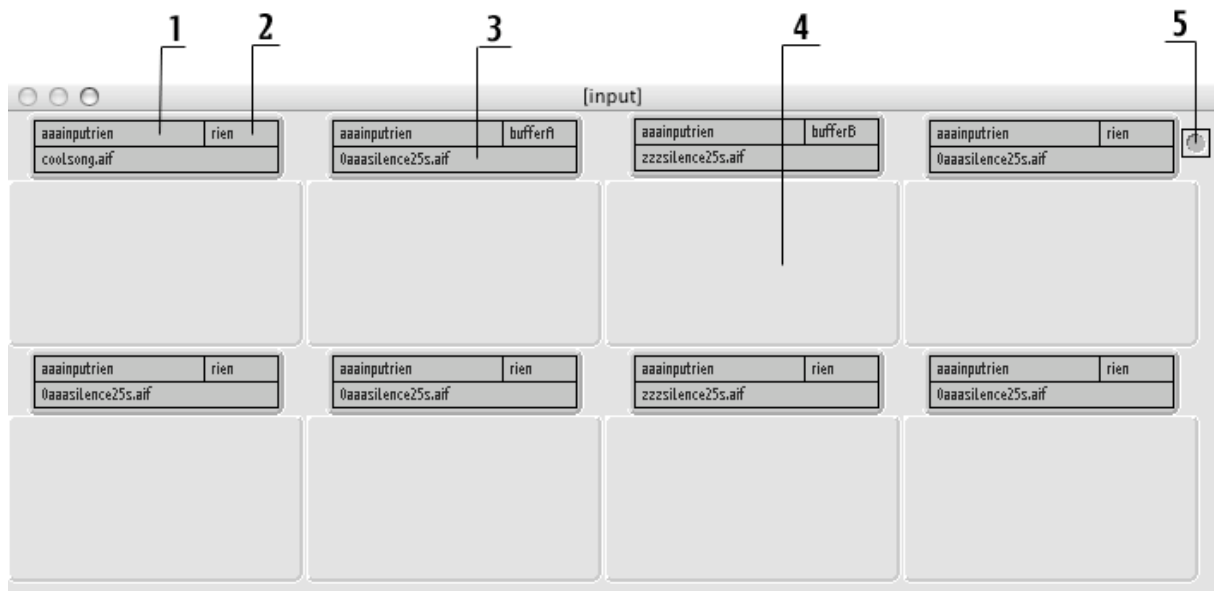 1 2 3 4 5
[input]
aaainputrien rien aaainputrien bufferA aaainputrien bufferB aaainputrien rien
coolsong.aif 0aaasilence25s.aif zzzsilence25s.aif 0aaasilence25s.aif
aaainputrien rien aaainputrien rien aaainputrien rien aaainputrien rien
0aaasilence25s.aif 0aaasilence25s.aif zzzsilence25s.aif 0aaasilence25s.aif